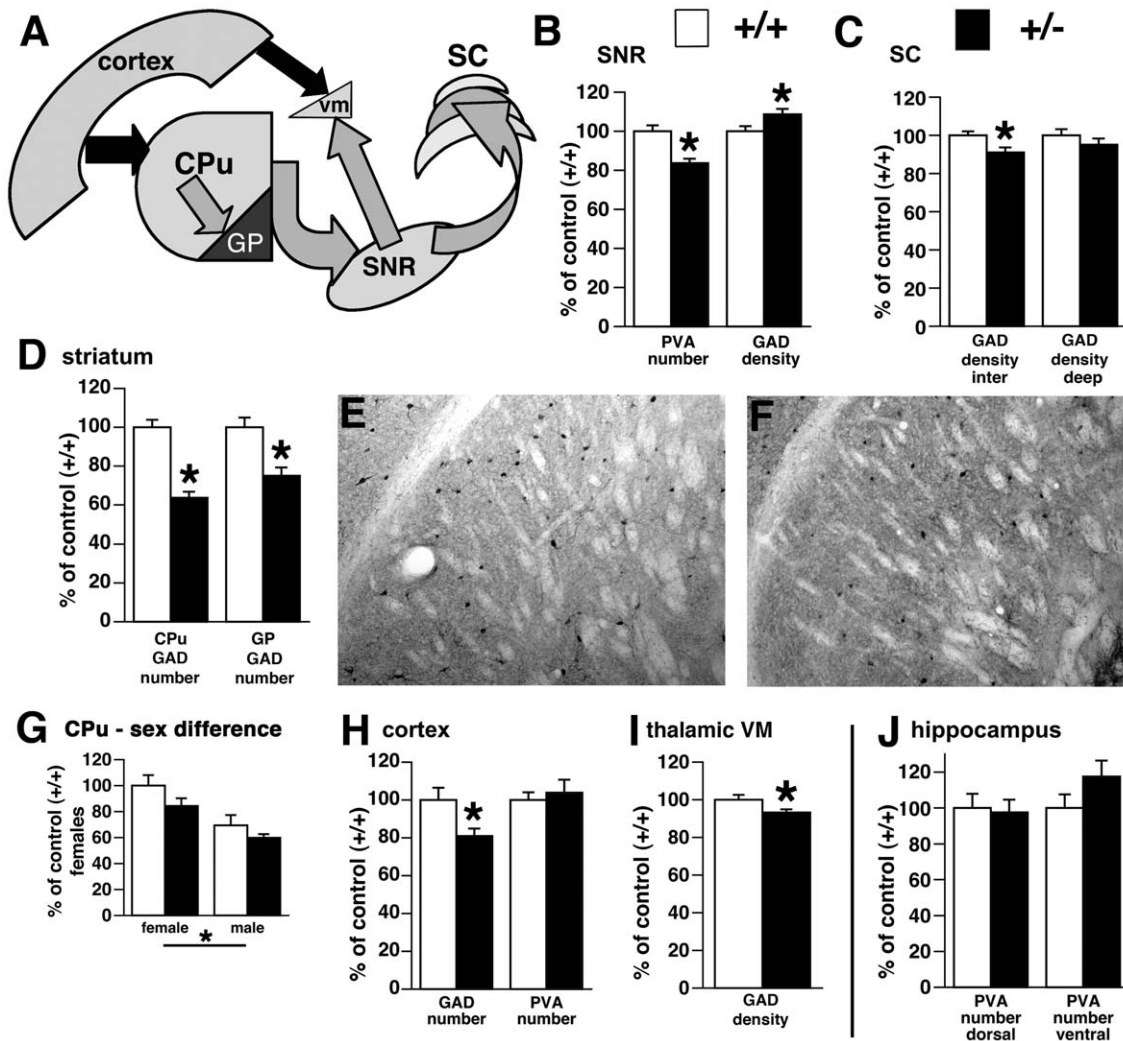 A
cortex
vm
SC
CPu
GP
SNR
B
SNR
+/+
+/-
% of control (+/+)
120
100
80
60
40
20
0
*
*
PVA
number
GAD
density
C
SC
% of control (+/+)
120
100
80
60
40
20
0
*
GAD
density
inter
GAD
density
deep
D striatum
% of control (+/+)
120
100
80
60
40
20
0
*
*
CPu
GAD
number
GP
GAD
number
E
F
G CPu - sex difference
% of control (+/+)
females
100
80
60
40
20
0
female
male
*
H cortex
% of control (+/+)
120
100
80
60
40
20
0
*
GAD
number
PVA
number
I thalamic VM
% of control (+/+)
120
100
80
60
40
20
0
*
GAD
density
J hippocampus
% of control (+/+)
120
100
80
60
40
20
0
PVA
number
dorsal
PVA
number
ventral